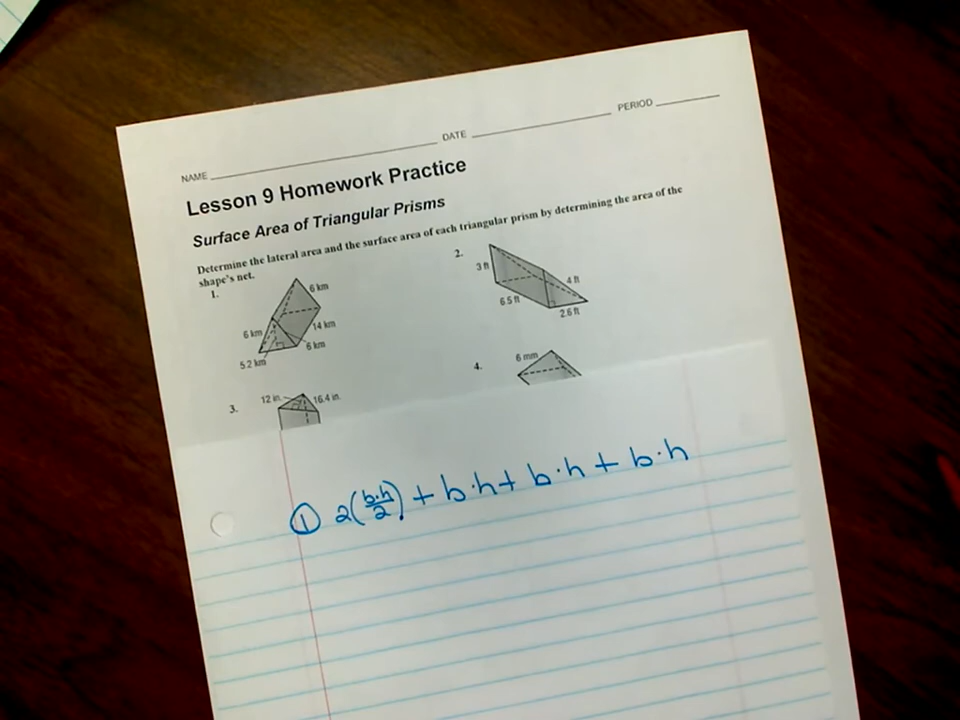 NAME ____ DATE ____ PERIOD ____
Lesson 9 Homework Practice
Surface Area of Triangular Prisms
Determine the lateral area and the surface area of each triangular prism by determining the area of the
shape's net.
1.
6 km
6 km
14 km
6 km
5.2 km
2.
3 ft
4 ft
6.5 ft
2.6 ft
3.
12 in.
16.4 in.
4.
6 mm
① 2(b·h/2) + b·h + b·h + b·h